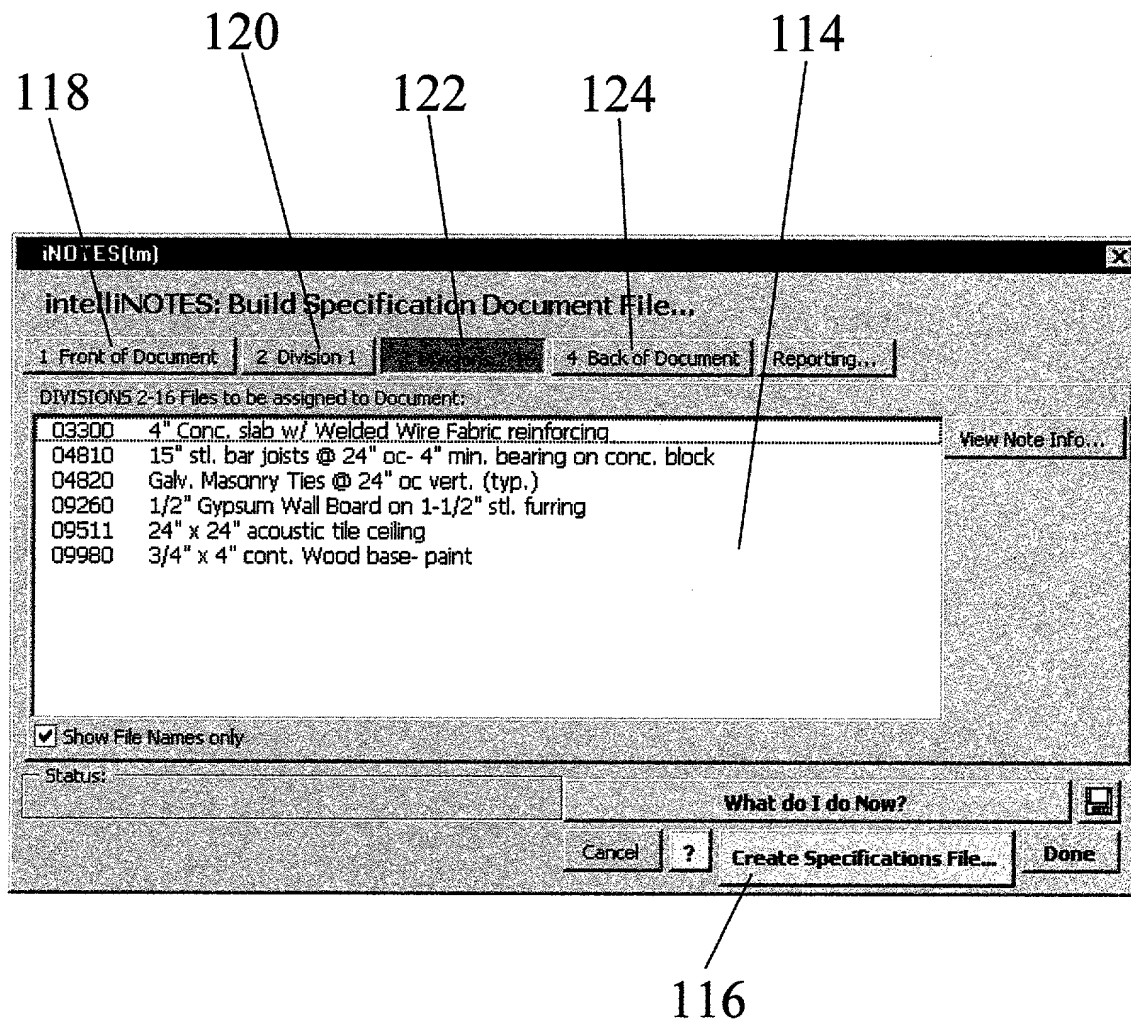 120 114
118 122 124
iNOTES(tm)
intelliNOTES: Build Specification Document File...
1 Front of Document 2 Division 1 4 Back of Document Reporting...
DIVISIONS 2-16 Files to be assigned to Document:
03300 4" Conc. slab w/ Welded Wire Fabric reinforcing
View Note Info...
04810 15" stl. bar joists @ 24" oc- 4" min. bearing on conc. block
04820 Galv. Masonry Ties @ 24" oc vert. (typ.)
09260 1/2" Gypsum Wall Board on 1-1/2" stl. furring
09511 24" x 24" acoustic tile ceiling
09980 3/4" x 4" cont. Wood base- paint
Show File Names only
Status:
What do I do Now?
Cancel ? Create Specifications File... Done
116